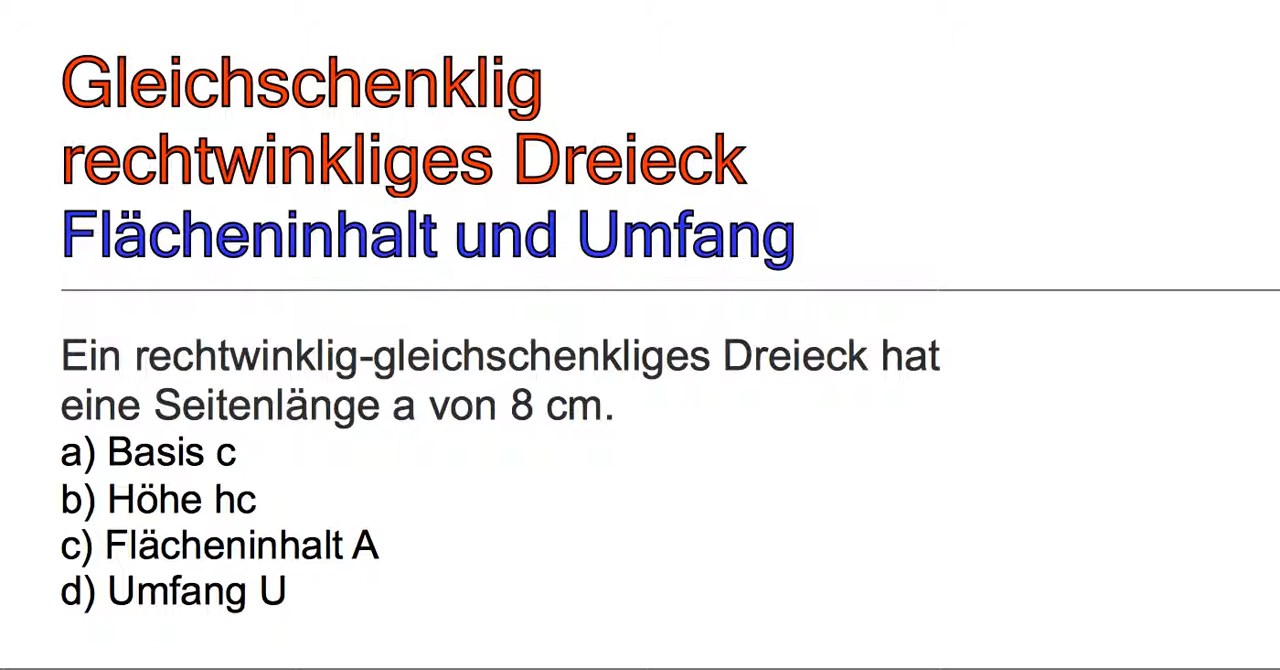 Gleichschenklig
rechtwinkliges Dreieck
Flächeninhalt und Umfang
Ein rechtwinklig-gleichschenkliges Dreieck hat
eine Seitenlänge a von 8 cm.
a) Basis c
b) Höhe hc
c) Flächeninhalt A
d) Umfang U